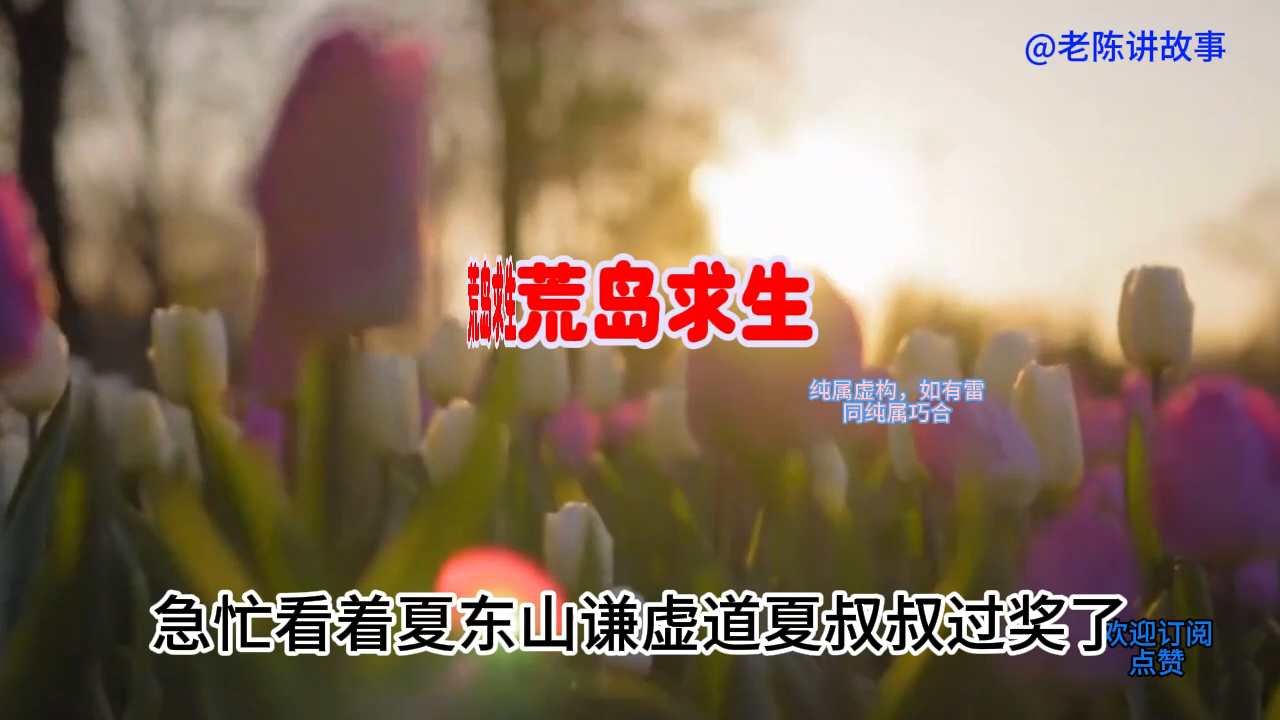 @老陈讲故事
荒岛求生荒岛求生
纯属虚构，如有雷
同纯属巧合
急忙看着夏东山谦虚道夏叔叔过奖了
欢迎订阅
点赞